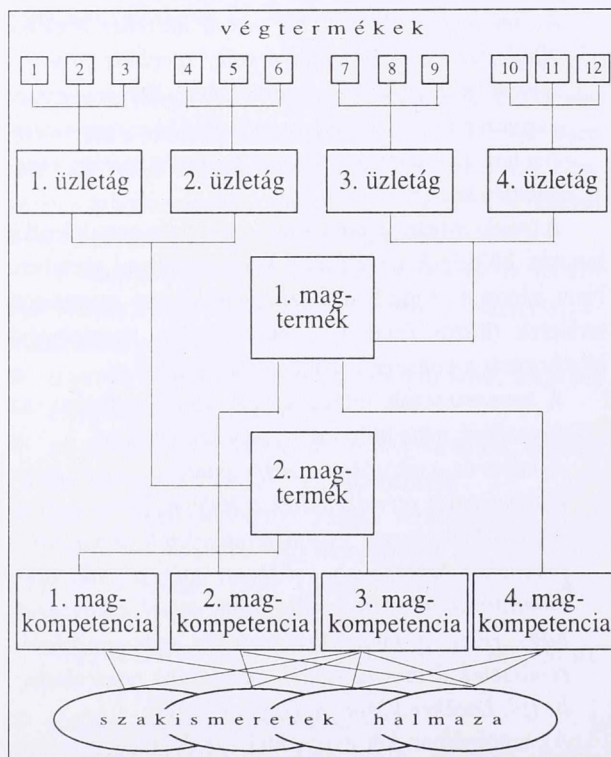 végtermékek
1 2 3 4 5 6 7 8 9 10 11 12
1. üzletág 2. üzletág 3. üzletág 4. üzletág
1. mag-
termék
2. mag-
termék
1. mag- 2. mag- 3. mag- 4. mag-
kompetencia kompetencia kompetencia kompetencia
szakismeretek halmaza